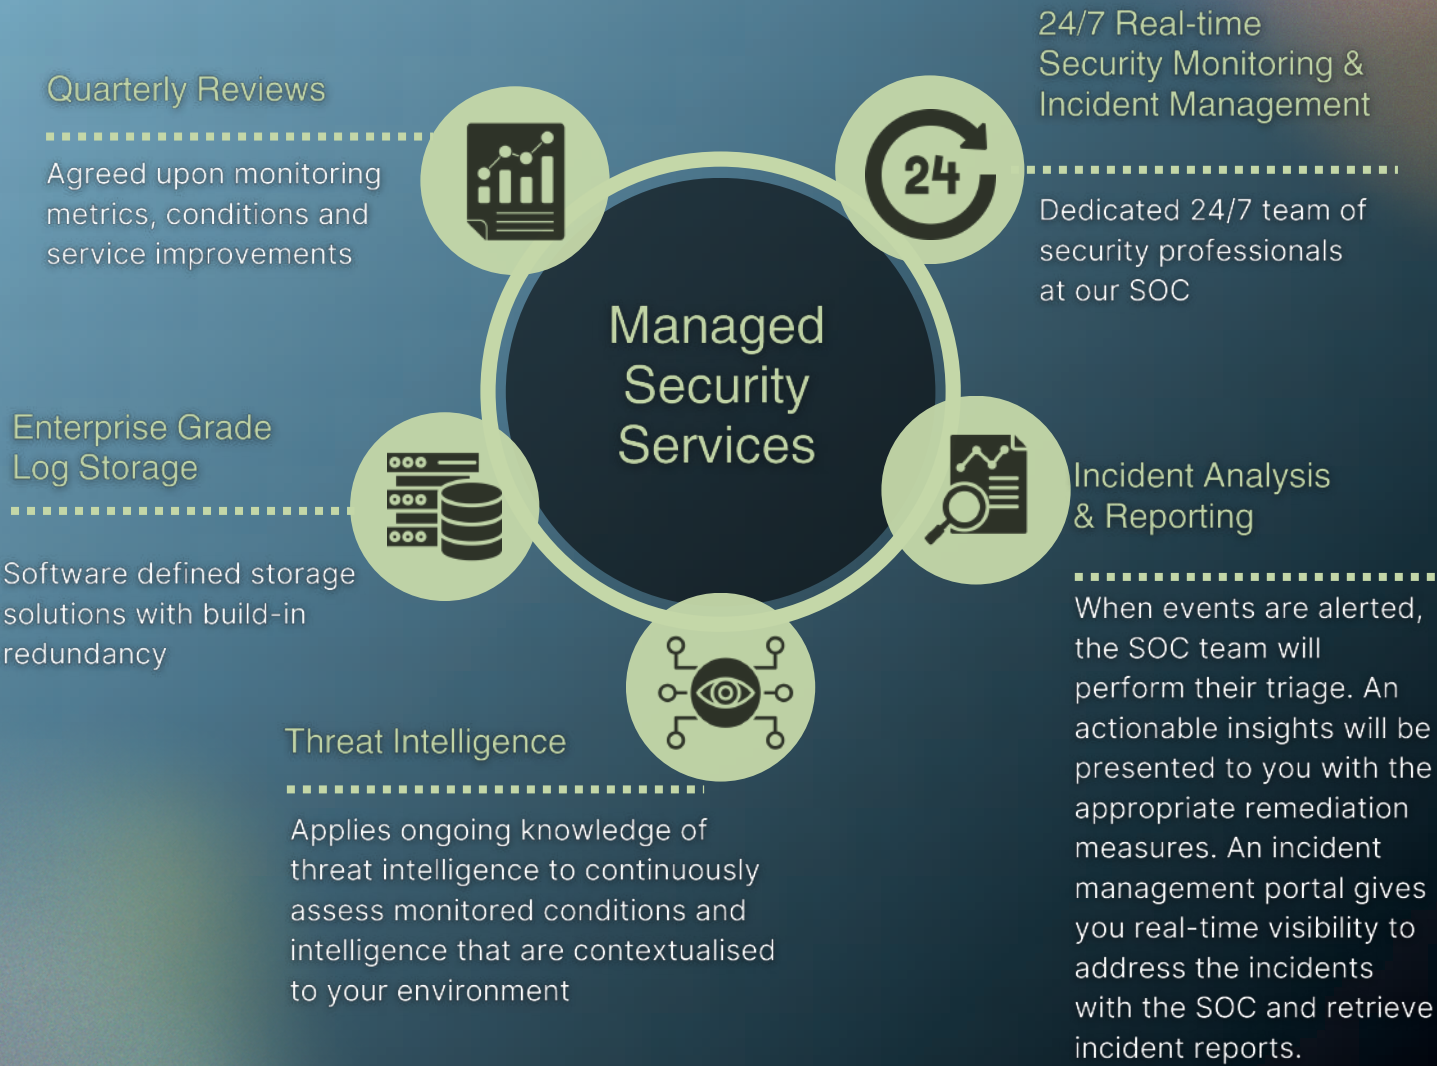 Quarterly Reviews
Agreed upon monitoring
metrics, conditions and
service improvements
24/7 Real-time
Security Monitoring &
Incident Management
24
Dedicated 24/7 team of
security professionals
at our SOC
Managed
Security
Services
Enterprise Grade
Log Storage
Software defined storage
solutions with build-in
redundancy
Incident Analysis
& Reporting
When events are alerted,
the SOC team will
perform their triage. An
actionable insights will be
presented to you with the
appropriate remediation
measures. An incident
management portal gives
you real-time visibility to
address the incidents
with the SOC and retrieve
incident reports.
Threat Intelligence
Applies ongoing knowledge of
threat intelligence to continuously
assess monitored conditions and
intelligence that are contextualised
to your environment